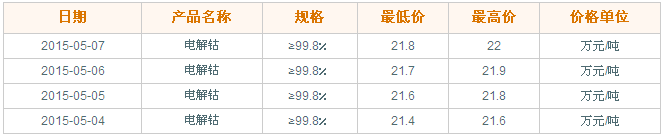 日期 产品名称 规格 最低价 最高价 价格单位
2015-05-07 电解钴 ≥99.8% 21.8 22 万元/吨
2015-05-06 电解钴 ≥99.8% 21.7 21.9 万元/吨
2015-05-05 电解钴 ≥99.8% 21.6 21.8 万元/吨
2015-05-04 电解钴 ≥99.8% 21.4 21.6 万元/吨